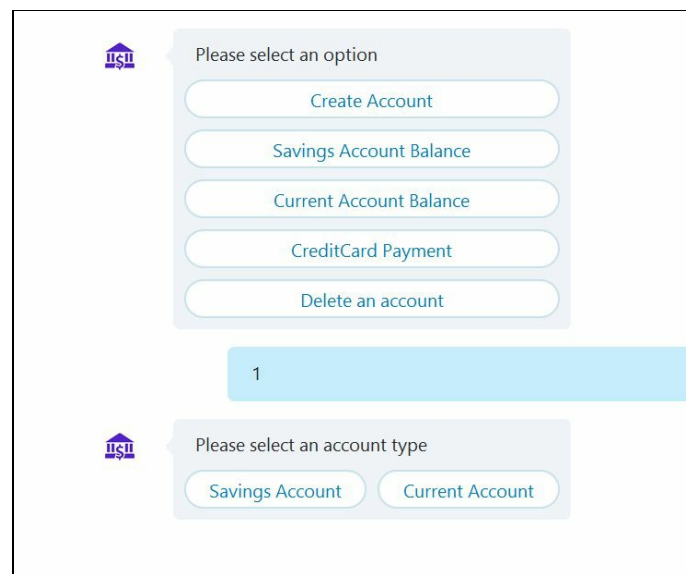 Please select an option
Create Account
Savings Account Balance
Current Account Balance
CreditCard Payment
Delete an account
1
Please select an account type
Savings Account Current Account